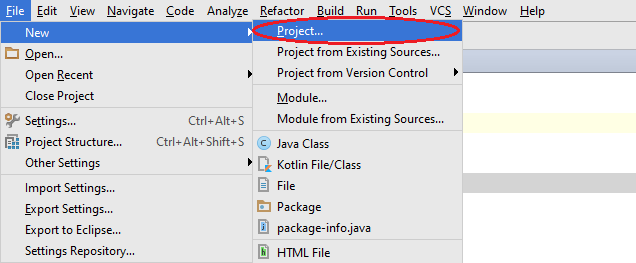 File Edit View Navigate Code Analyze Refactor Build Run Tools VCS Window Help
New
Open...
Open Recent
Close Project
Settings... Ctrl+Alt+S
Project Structure... Ctrl+Alt+Shift+S
Other Settings
Import Settings...
Export Settings...
Export to Eclipse...
Settings Repository...
Project...
Project from Existing Sources...
Project from Version Control
Module...
Module from Existing Sources...
Java Class
Kotlin File/Class
File
Package
package-info.java
HTML File